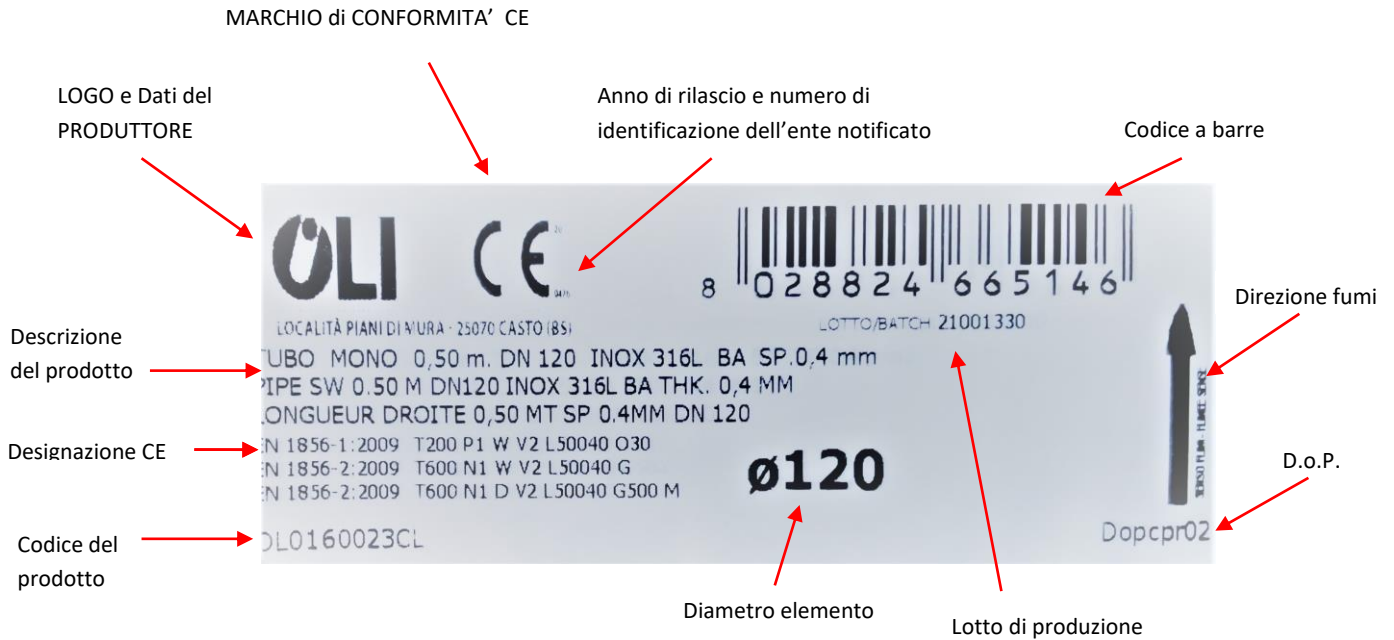 MARCHIO di CONFORMITA' CE
LOGO e Dati del
PRODUTTORE
Anno di rilascio e numero di
identificazione dell'ente notificato
Codice a barre
OLI
CE
0476
8 028824 665146
LOCALITÀ PIANI DI MURA - 25070 CASTO (BS)
LOTTO/BATCH 21001330
Direzione fumi
Descrizione
del prodotto
TUBO MONO 0,50 m. DN 120 INOX 316L BA SP.0,4 mm
PIPE SW 0.50 M DN120 INOX 316L BA THK. 0,4 MM
LONGUEUR DROITE 0,50 MT SP 0.4MM DN 120
Designazione CE
EN 1856-1:2009 T200 P1 W V2 L50040 O30
EN 1856-2:2009 T600 N1 W V2 L50040 G
EN 1856-2:2009 T600 N1 D V2 L50040 G500 M
ø120
D.o.P.
Codice del
prodotto
OL0160023CL
Dopcpr02
Diametro elemento
Lotto di produzione